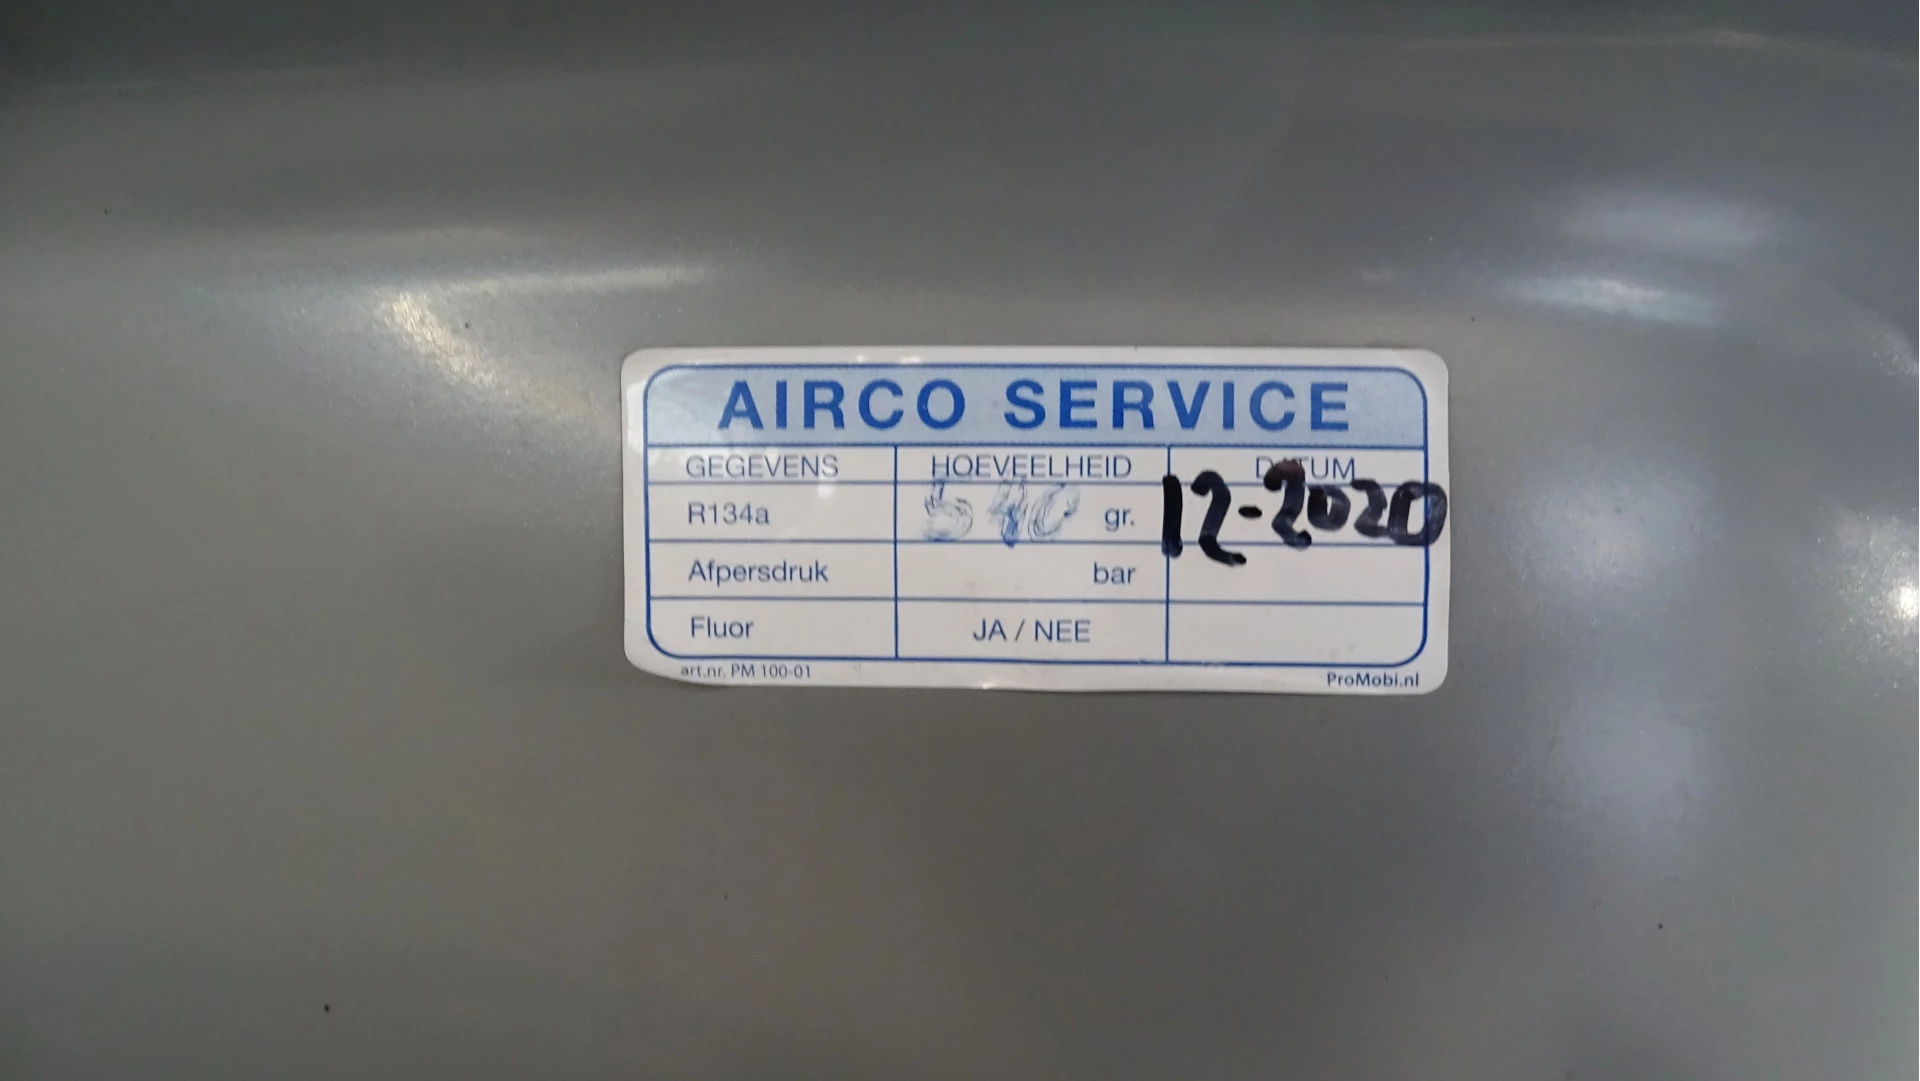 AIRCO SERVICE
GEGEVENS HOEVEELHEID DATUM
R134a 540 gr. 12-2020
Afpersdruk bar
Fluor JA / NEE
art.nr. PM 100-01 ProMobi.nl